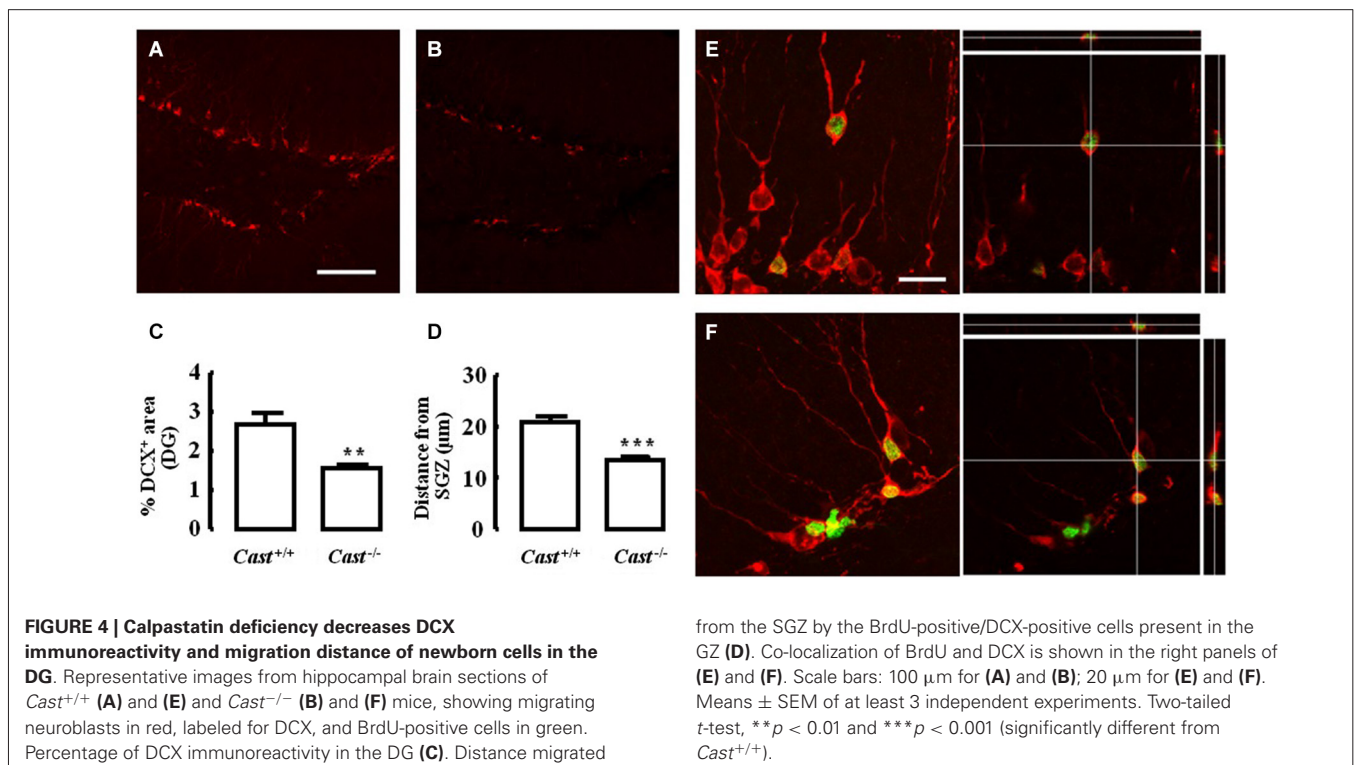 A
B
E
C
D
F
4
3
2
1
0
% DCX⁺ area
(DG)
**
Cast⁺/⁺
Cast⁻/⁻
30
20
10
0
Distance from
SGZ (µm)
***
Cast⁺/⁺
Cast⁻/⁻
FIGURE 4 | Calpastatin deficiency decreases DCX
immunoreactivity and migration distance of newborn cells in the
DG. Representative images from hippocampal brain sections of
Cast⁺/⁺ (A) and (E) and Cast⁻/⁻ (B) and (F) mice, showing migrating
neuroblasts in red, labeled for DCX, and BrdU-positive cells in green.
Percentage of DCX immunoreactivity in the DG (C). Distance migrated
from the SGZ by the BrdU-positive/DCX-positive cells present in the
GZ (D). Co-localization of BrdU and DCX is shown in the right panels of
(E) and (F). Scale bars: 100 µm for (A) and (B); 20 µm for (E) and (F).
Means ± SEM of at least 3 independent experiments. Two-tailed
t-test, **p < 0.01 and ***p < 0.001 (significantly different from
Cast⁺/⁺).